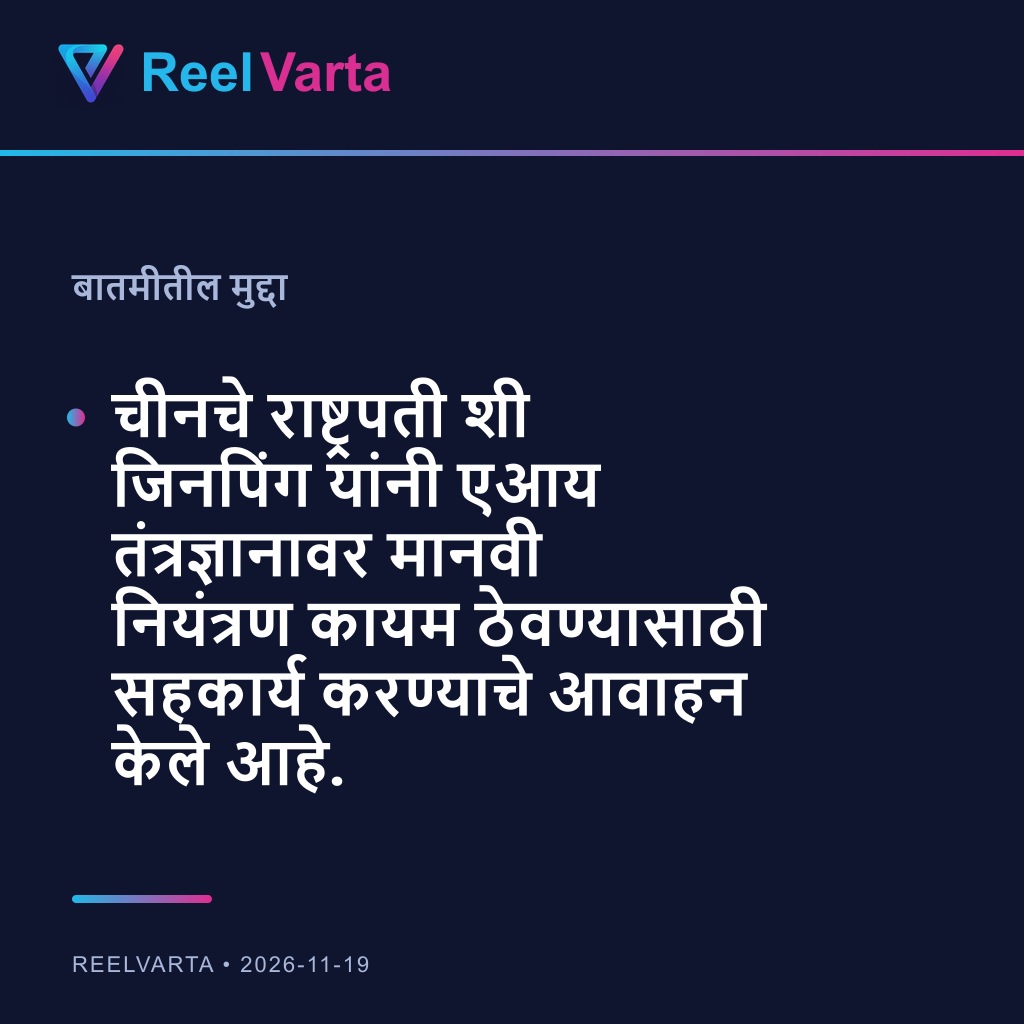 ReelVarta
बातमीतील मुद्दा
• चीनचे राष्ट्रपती शी
जिनपिंग यांनी एआय
तंत्रज्ञानावर मानवी
नियंत्रण कायम ठेवण्यासाठी
सहकार्य करण्याचे आवाहन
केले आहे.
REELVARTA • 2026-11-19